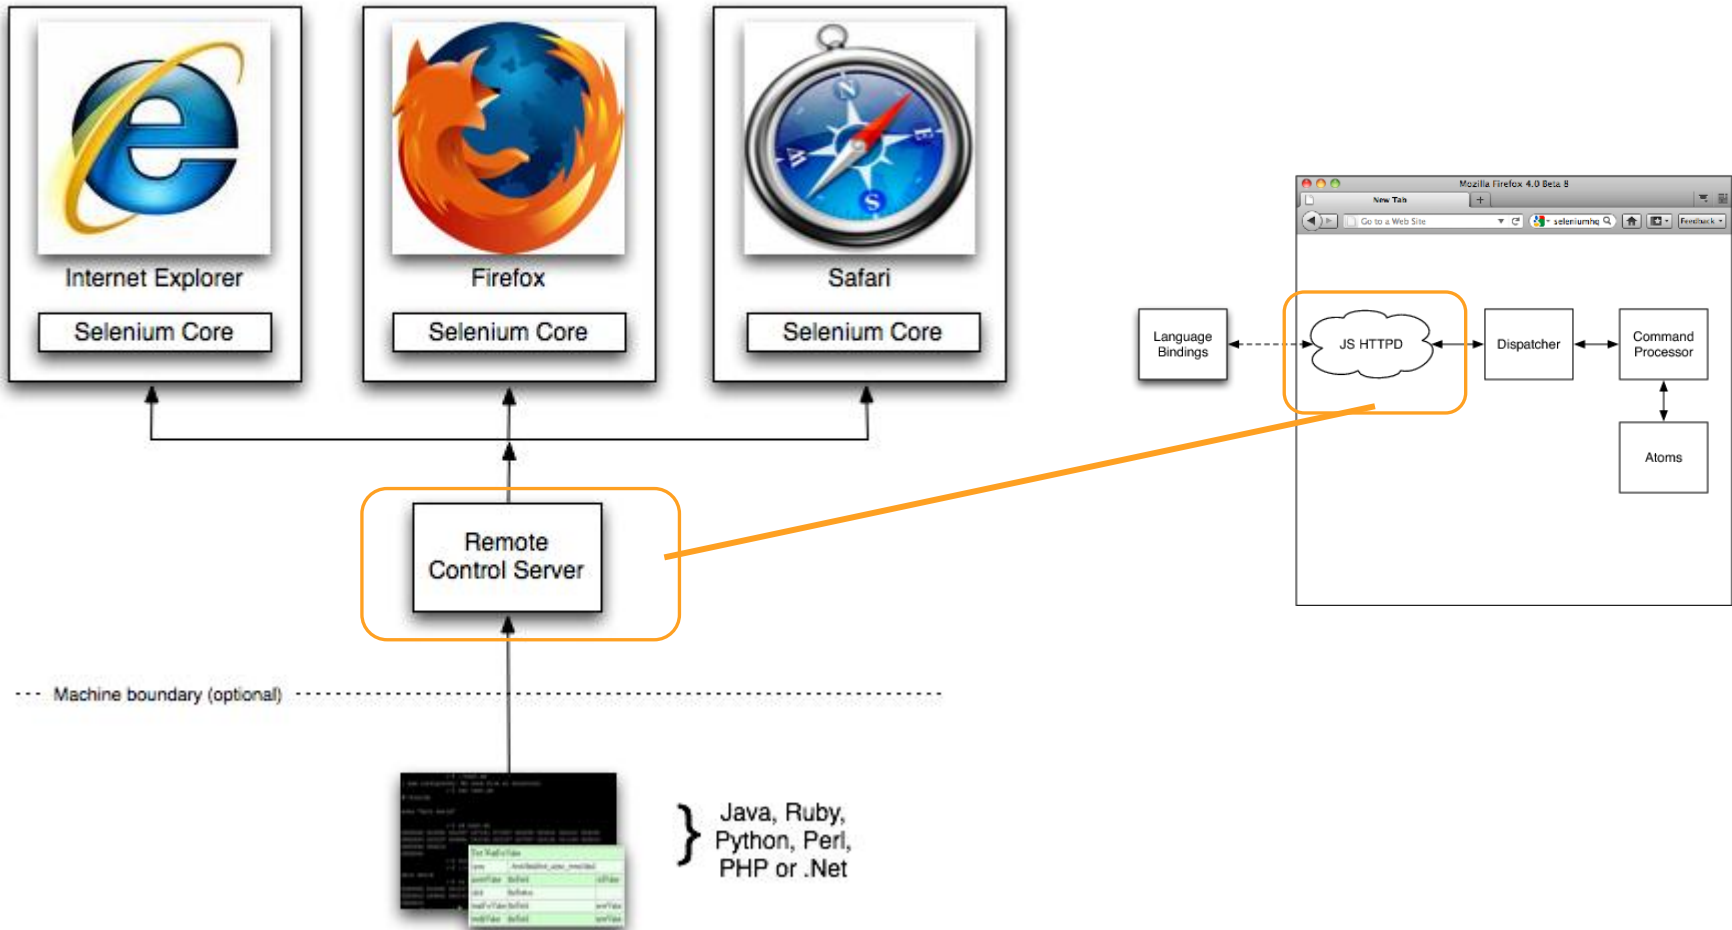 Internet Explorer
Selenium Core
Firefox
Selenium Core
Safari
Selenium Core
N
E
S
W
Remote
Control Server
Machine boundary (optional)
Java, Ruby,
Python, Perl,
PHP or .Net
Mozilla Firefox 4.0 Beta 8
New Tab
+
Go to a Web Site
seleniumhq
Feedback
Language
Bindings
JS HTTPD
Dispatcher
Command
Processor
Atoms